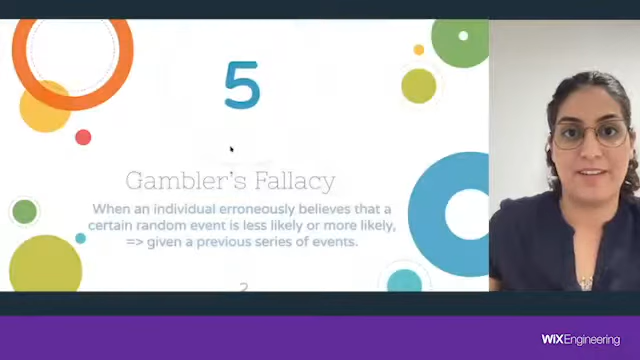 5
Gambler's Fallacy
When an individual erroneously believes that a
certain random event is less likely or more likely,
=> given a previous series of events.
WIXEngineering